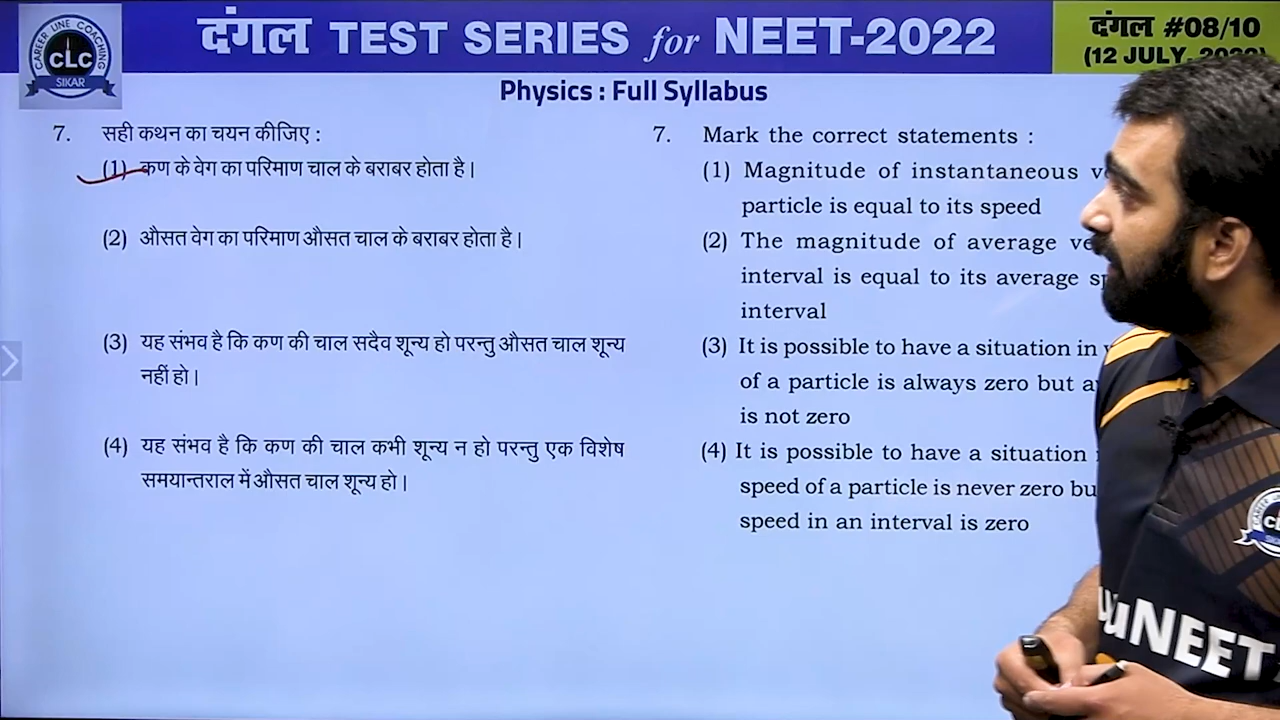 CAREER LINE COACHING
CLC
SIKAR
दंगल TEST SERIES for NEET-2022
दंगल #08/10
(12 JULY, 2022)
Physics : Full Syllabus
7. सही कथन का चयन कीजिए :
(1) कण के वेग का परिमाण चाल के बराबर होता है।
(2) औसत वेग का परिमाण औसत चाल के बराबर होता है।
(3) यह संभव है कि कण की चाल सदैव शून्य हो परन्तु औसत चाल शून्य
नहीं हो।
(4) यह संभव है कि कण की चाल कभी शून्य न हो परन्तु एक विशेष
समयान्तराल में औसत चाल शून्य हो।
7. Mark the correct statements :
(1) Magnitude of instantaneous
particle is equal to its speed
(2) The magnitude of average
interval is equal to its average
interval
(3) It is possible to have a situation in
of a particle is always zero but
is not zero
(4) It is possible to have a situation
speed of a particle is never zero
speed in an interval is zero
NEET